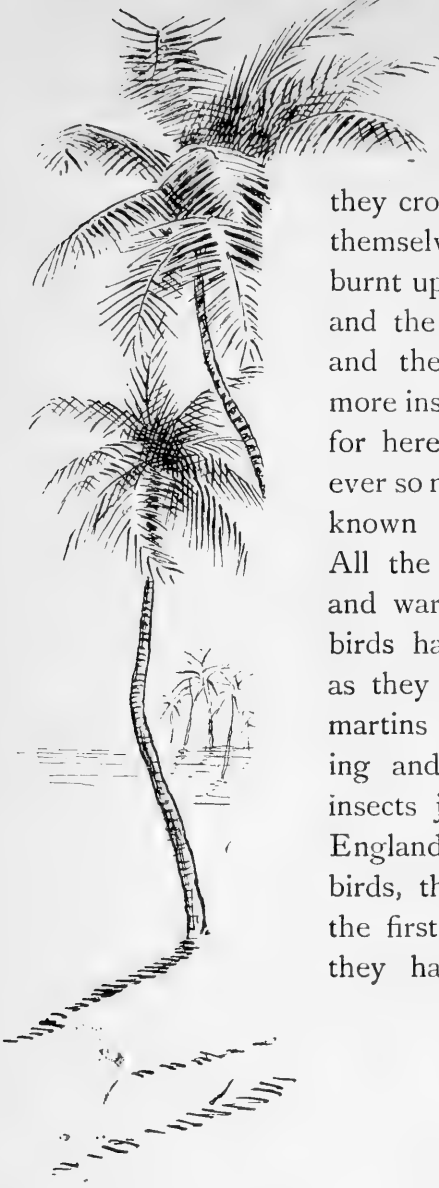 they cro
themselv
burnt up
and the
and the
more ins
for here
ever so
known
All the
and war
birds ha
as they
martins
ing and
insects j
England
birds, th
the first
they ha